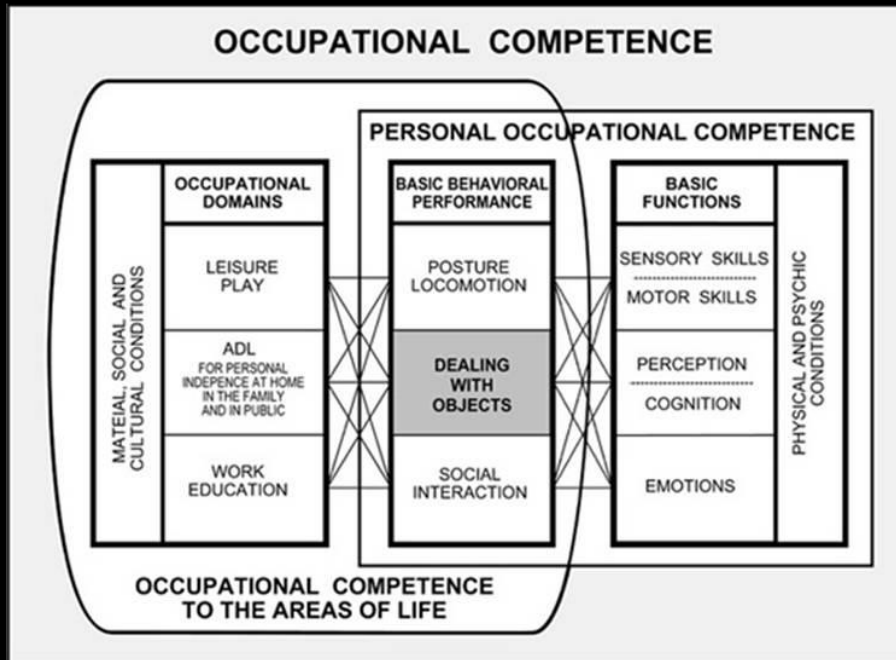 OCCUPATIONAL COMPETENCE
PERSONAL OCCUPATIONAL COMPETENCE
MATEIAL, SOCIAL AND
CULTURAL CONDITIONS
OCCUPATIONAL
DOMAINS
LEISURE
PLAY
ADL
FOR PERSONAL
INDEPENCE AT HOME
IN THE FAMILY
AND IN PUBLIC
WORK
EDUCATION
BASIC BEHAVIORAL
PERFORMANCE
POSTURE
LOCOMOTION
DEALING
WITH
OBJECTS
SOCIAL
INTERACTION
BASIC
FUNCTIONS
SENSORY SKILLS
MOTOR SKILLS
PERCEPTION
COGNITION
EMOTIONS
PHYSICAL AND PSYCHIC
CONDITIONS
OCCUPATIONAL COMPETENCE
TO THE AREAS OF LIFE